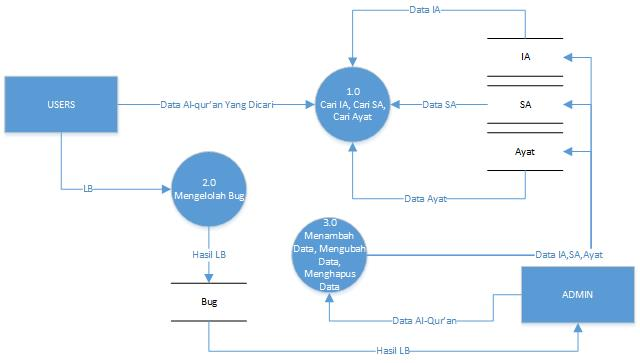 Data IA
IA
1.0
Cari IA, Cari SA,
Cari Ayat
USERS
Data Al-qur'an Yang Dicari
Data SA
SA
Ayat
2.0
Mengelolah Bug
LB
Data Ayat
3.0
Menambah
Data, Mengubah
Data,
Menghapus
Data
Hasil LB
Data IA,SA,Ayat
Bug
ADMIN
Data Al-Qur'an
Hasil LB